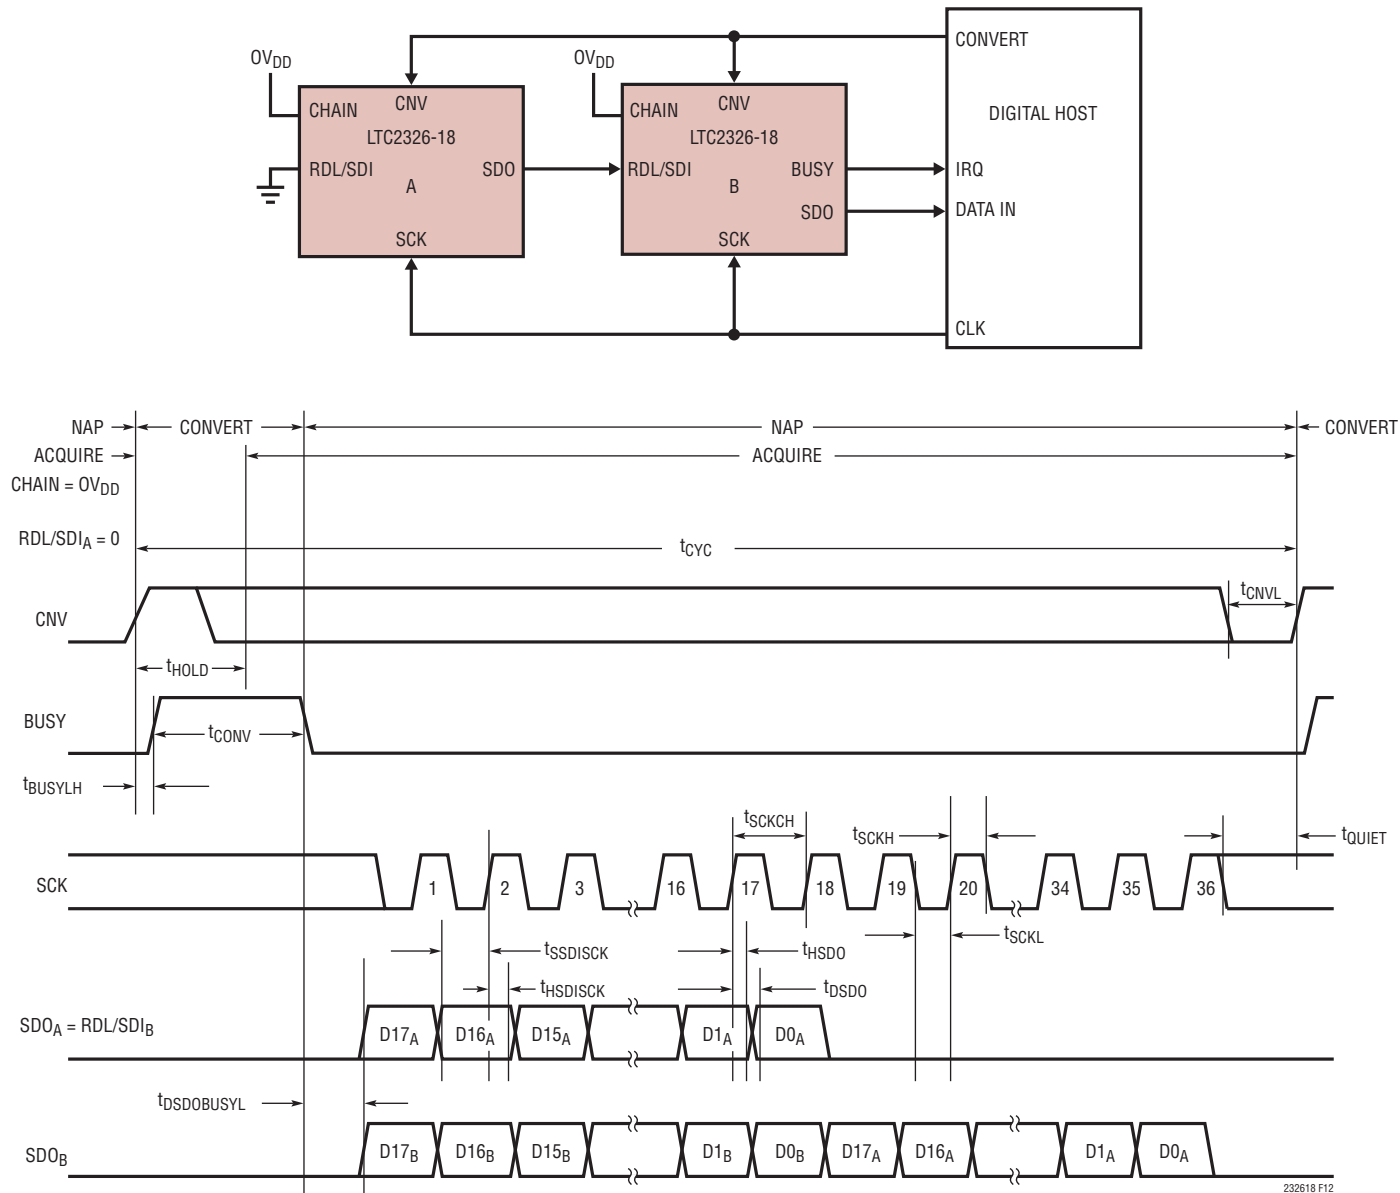 CONVERT
OVDD
OVDD
CHAIN
CNV
LTC2326-18
RDL/SDI
SDO
A
SCK
CHAIN
CNV
LTC2326-18
RDL/SDI
BUSY
B
SDO
SCK
DIGITAL HOST
IRQ
DATA IN
CLK
NAP
CONVERT
NAP
CONVERT
ACQUIRE
ACQUIRE
CHAIN = OVDD
RDL/SDIA = 0
tCYC
CNV
tCNVL
tHOLD
BUSY
tCONV
tBUSYLH
tSCKCH
tSCKH
tQUIET
SCK
1 2 3 16 17 18 19 20 34 35 36
tSSDISCK
tHSDO
tSCKL
tHSDISCK
tDSDO
SDOA = RDL/SDIB
D17A D16A D15A D1A D0A
tDSDOBUSYL
SDOB
D17B D16B D15B D1B D0B D17A D16A D1A D0A
232618 F12